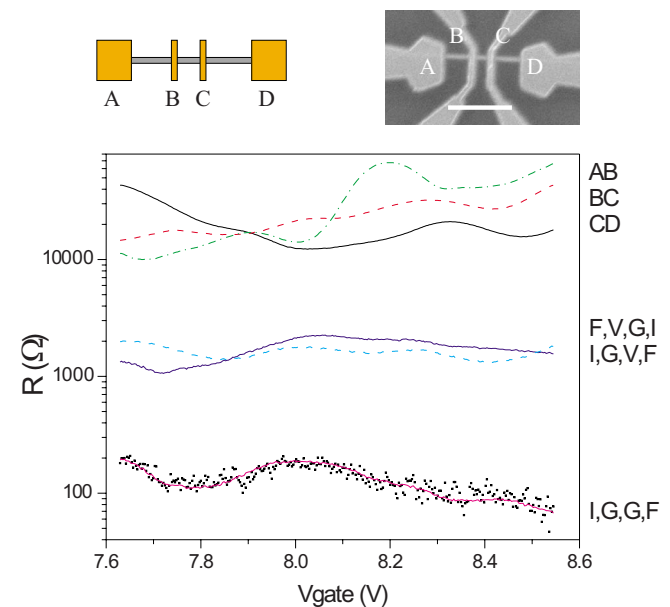 A B C D
B C
A D
AB
BC
CD
10000
F,V,G,I
I,G,V,F
1000
100
I,G,G,F
R (Ω)
7.6 7.8 8.0 8.2 8.4 8.6
Vgate (V)